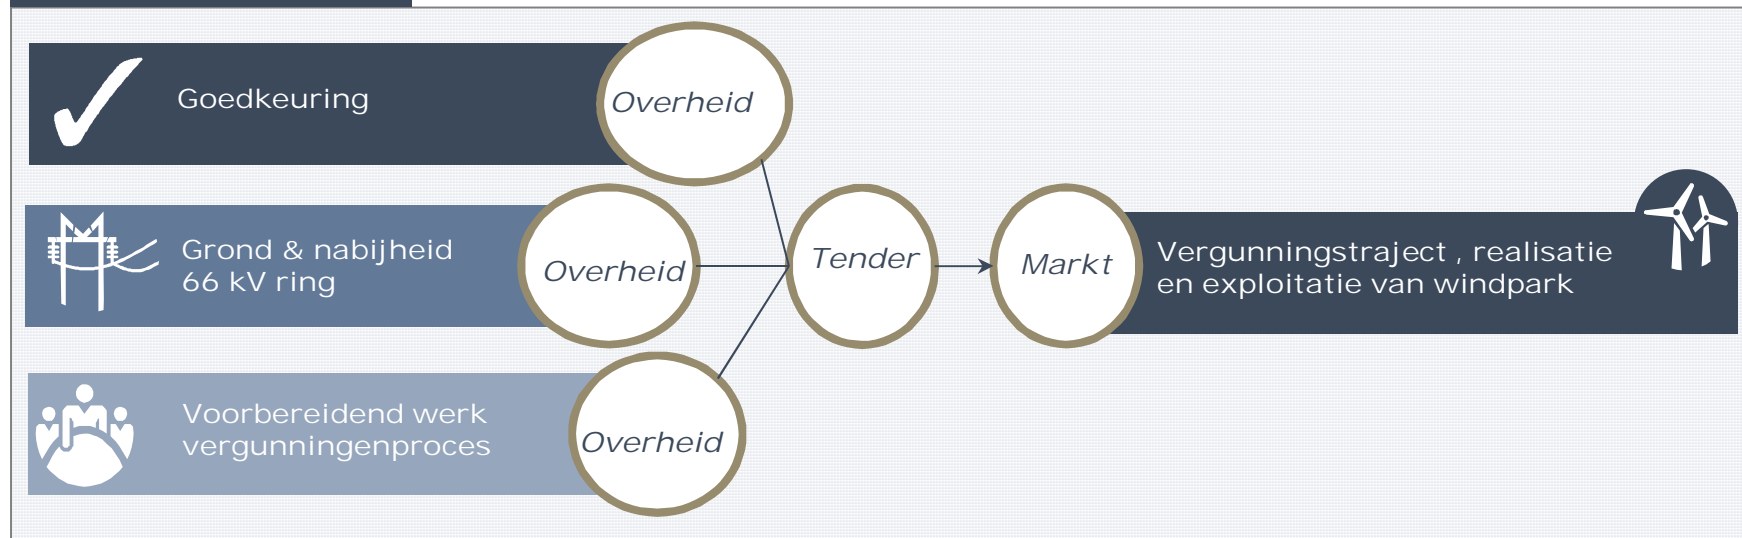 Goedkeuring
Overheid
Grond & nabijheid
66 kV ring
Overheid
Voorbereidend werk
vergunningenproces
Overheid
Tender
Markt
Vergunningstraject , realisatie
en exploitatie van windpark